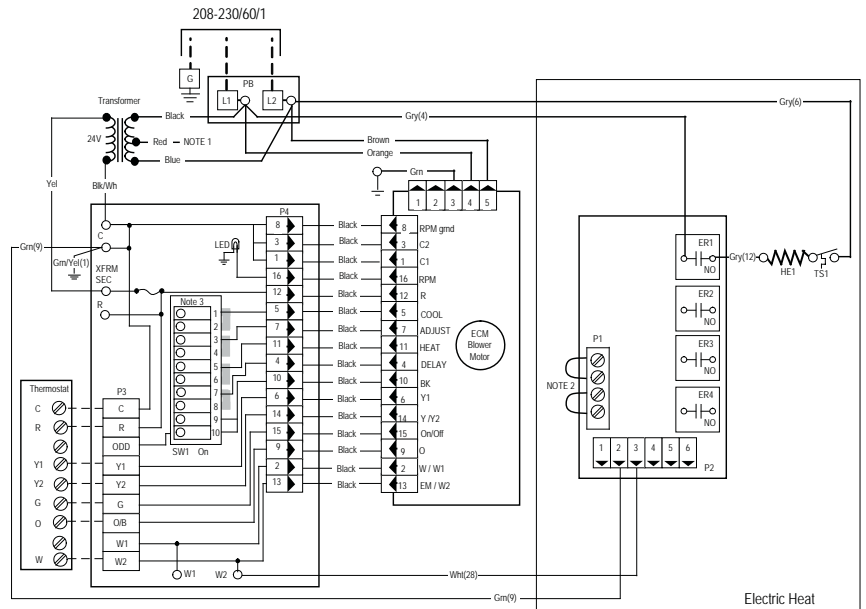 208-230/60/1
G
PB
L1
L2
Transformer
24V
Black
Red
NOTE 1
Blue
Gry(4)
Gry(6)
Brown
Orange
Grn
Yel
Blk/Wh
1 2 3 4 5
P4
C
Grn(9)
Grn/Yel(1)
XFRM
SEC
R
LED
8 Black 8 RPM grnd
3 Black 3 C2
1 Black 1 C1
16 Black 16 RPM
12 Black 12 R
5 Black 5 COOL
7 Black 7 ADJUST
11 Black 11 HEAT
4 Black 4 DELAY
10 Black 10 BK
6 Black 6 Y1
14 Black 14 Y /Y2
15 Black 15 On/Off
9 Black 9 O
2 Black 2 W / W1
13 Black 13 EM / W2
ECM
Blower
Motor
Note 3
1
2
3
4
5
6
7
8
9
10
SW1 On
Thermostat
C
R
Y1
Y2
G
O
W
P3
C
R
ODD
Y1
Y2
G
O/B
W1
W2
W1
W2
Wht(28)
Grn(9)
ER1
NO
Gry(12)
HE1
TS1
ER2
NO
ER3
NO
ER4
NO
P1
NOTE 2
1 2 3 4 5 6
P2
Electric Heat